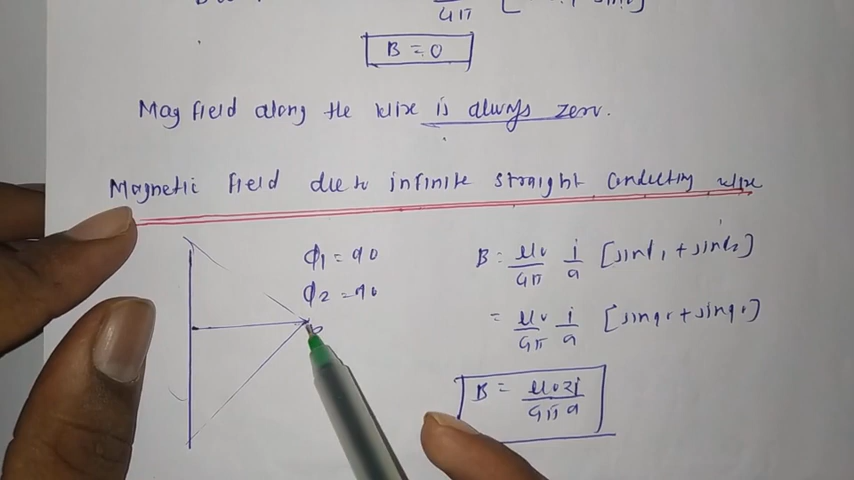 4π
B = 0
Mag field along the wire is always zero.
Magnetic field due to infinite straight conducting wire
ϕ1 = 90
ϕ2 = 90
B = μ0/4π i/a [sinϕ1 + sinϕ2]
= μ0/4π i/a [sin90 + sin90]
B = μ0 2i/4π a